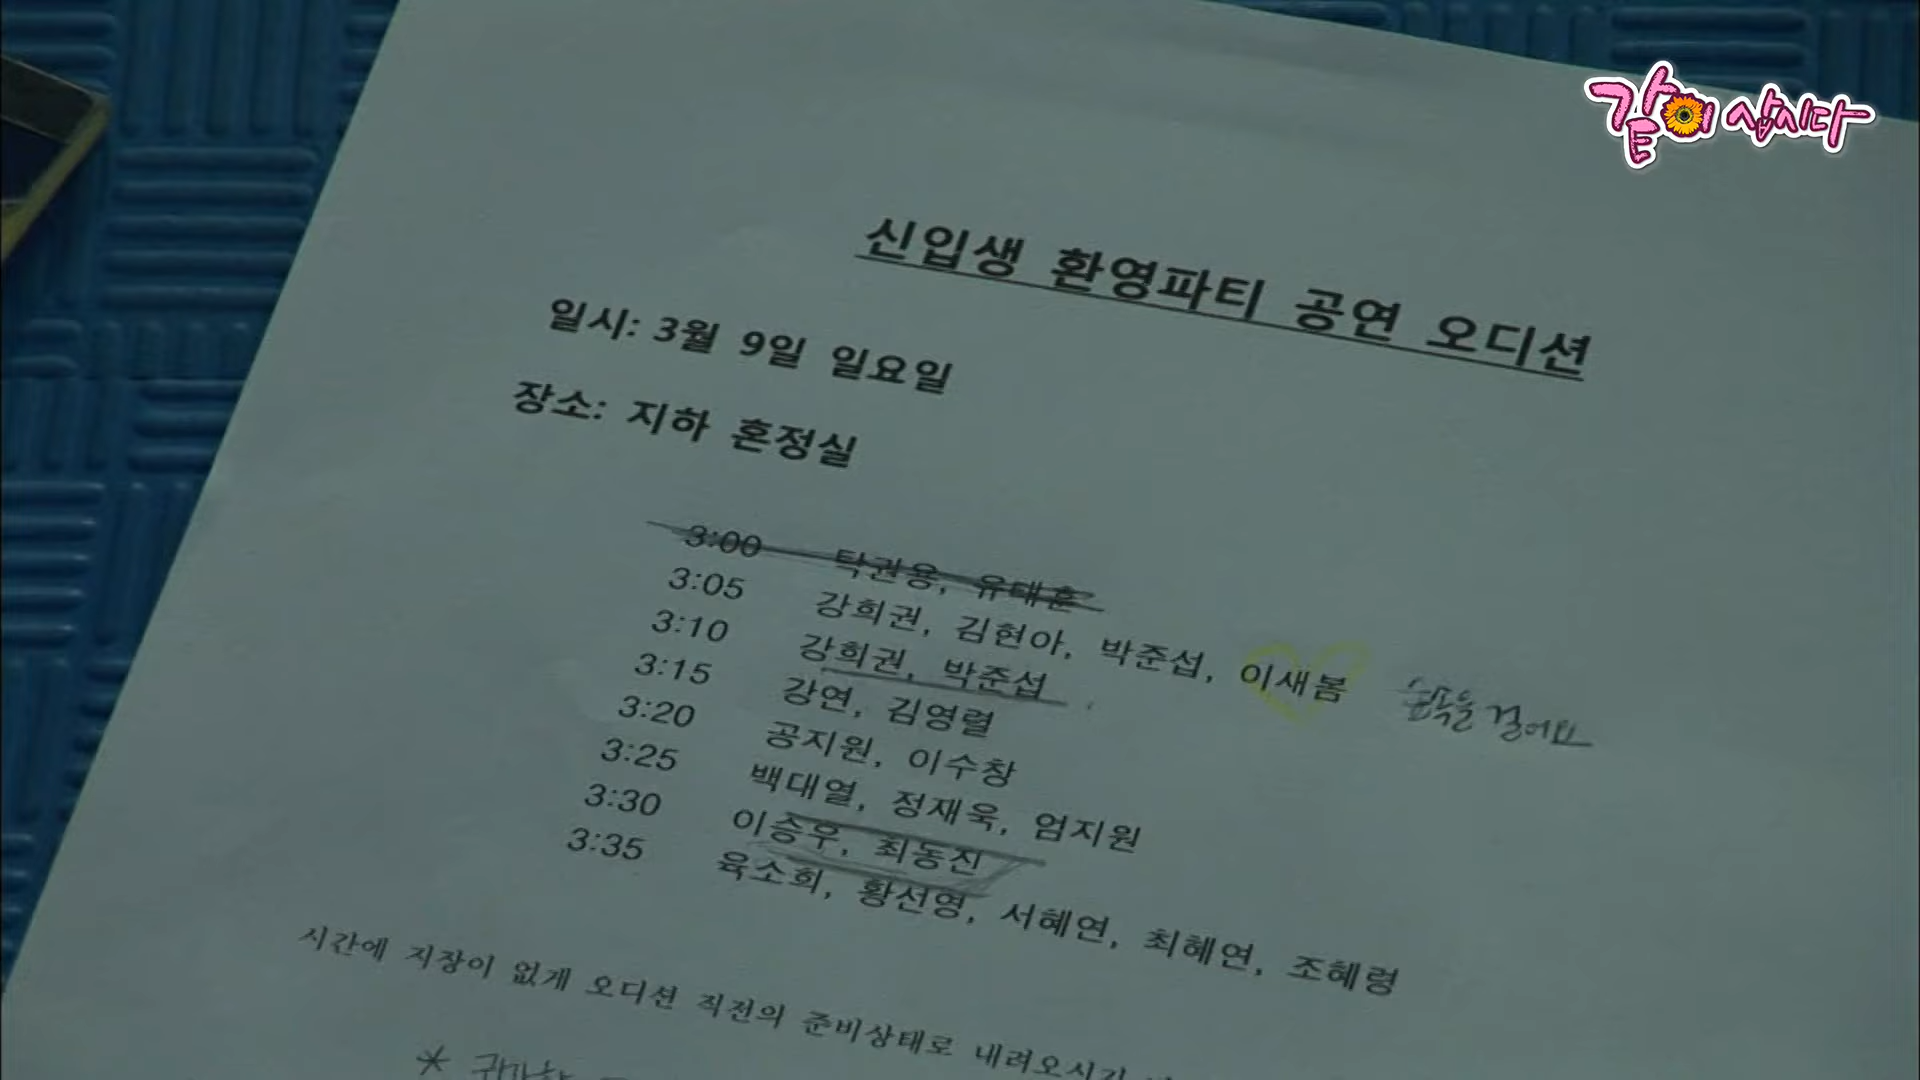 같이 삽시다
신입생 환영파티 공연 오디션
일시: 3월 9일 일요일
장소: 지하 혼정실
3:00 탁권용, 유태훈
3:05 강희권, 김현아, 박준섭, 이새봄 걸어요
3:10 강희권, 박준섭
3:15 강연, 김영렬
3:20 공지원, 이수창
3:25 백대열, 정재욱, 엄지원
3:30 이승우, 최동진
3:35 육소희, 황선영, 서혜연, 최혜연, 조혜령
시간에 지장이 없게 오디션 직전의 준비상태로 내려오시기
*